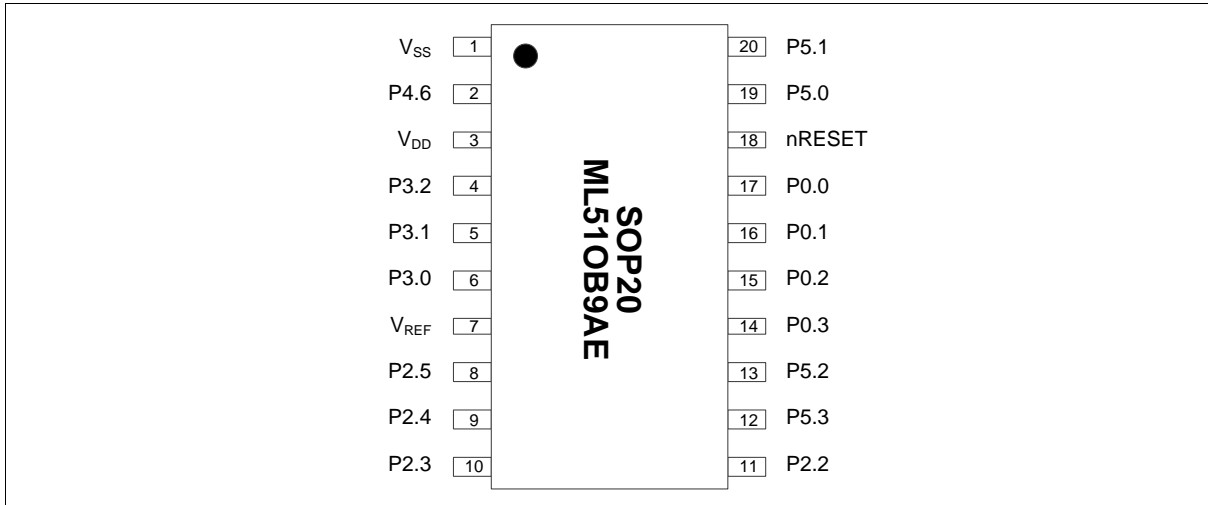 VSS 1 20 P5.1
P4.6 2 19 P5.0
VDD 3 18 nRESET
P3.2 4 17 P0.0
P3.1 5 16 P0.1
P3.0 6 15 P0.2
VREF 7 14 P0.3
P2.5 8 13 P5.2
P2.4 9 12 P5.3
P2.3 10 11 P2.2
SOP20
ML51OB9AE